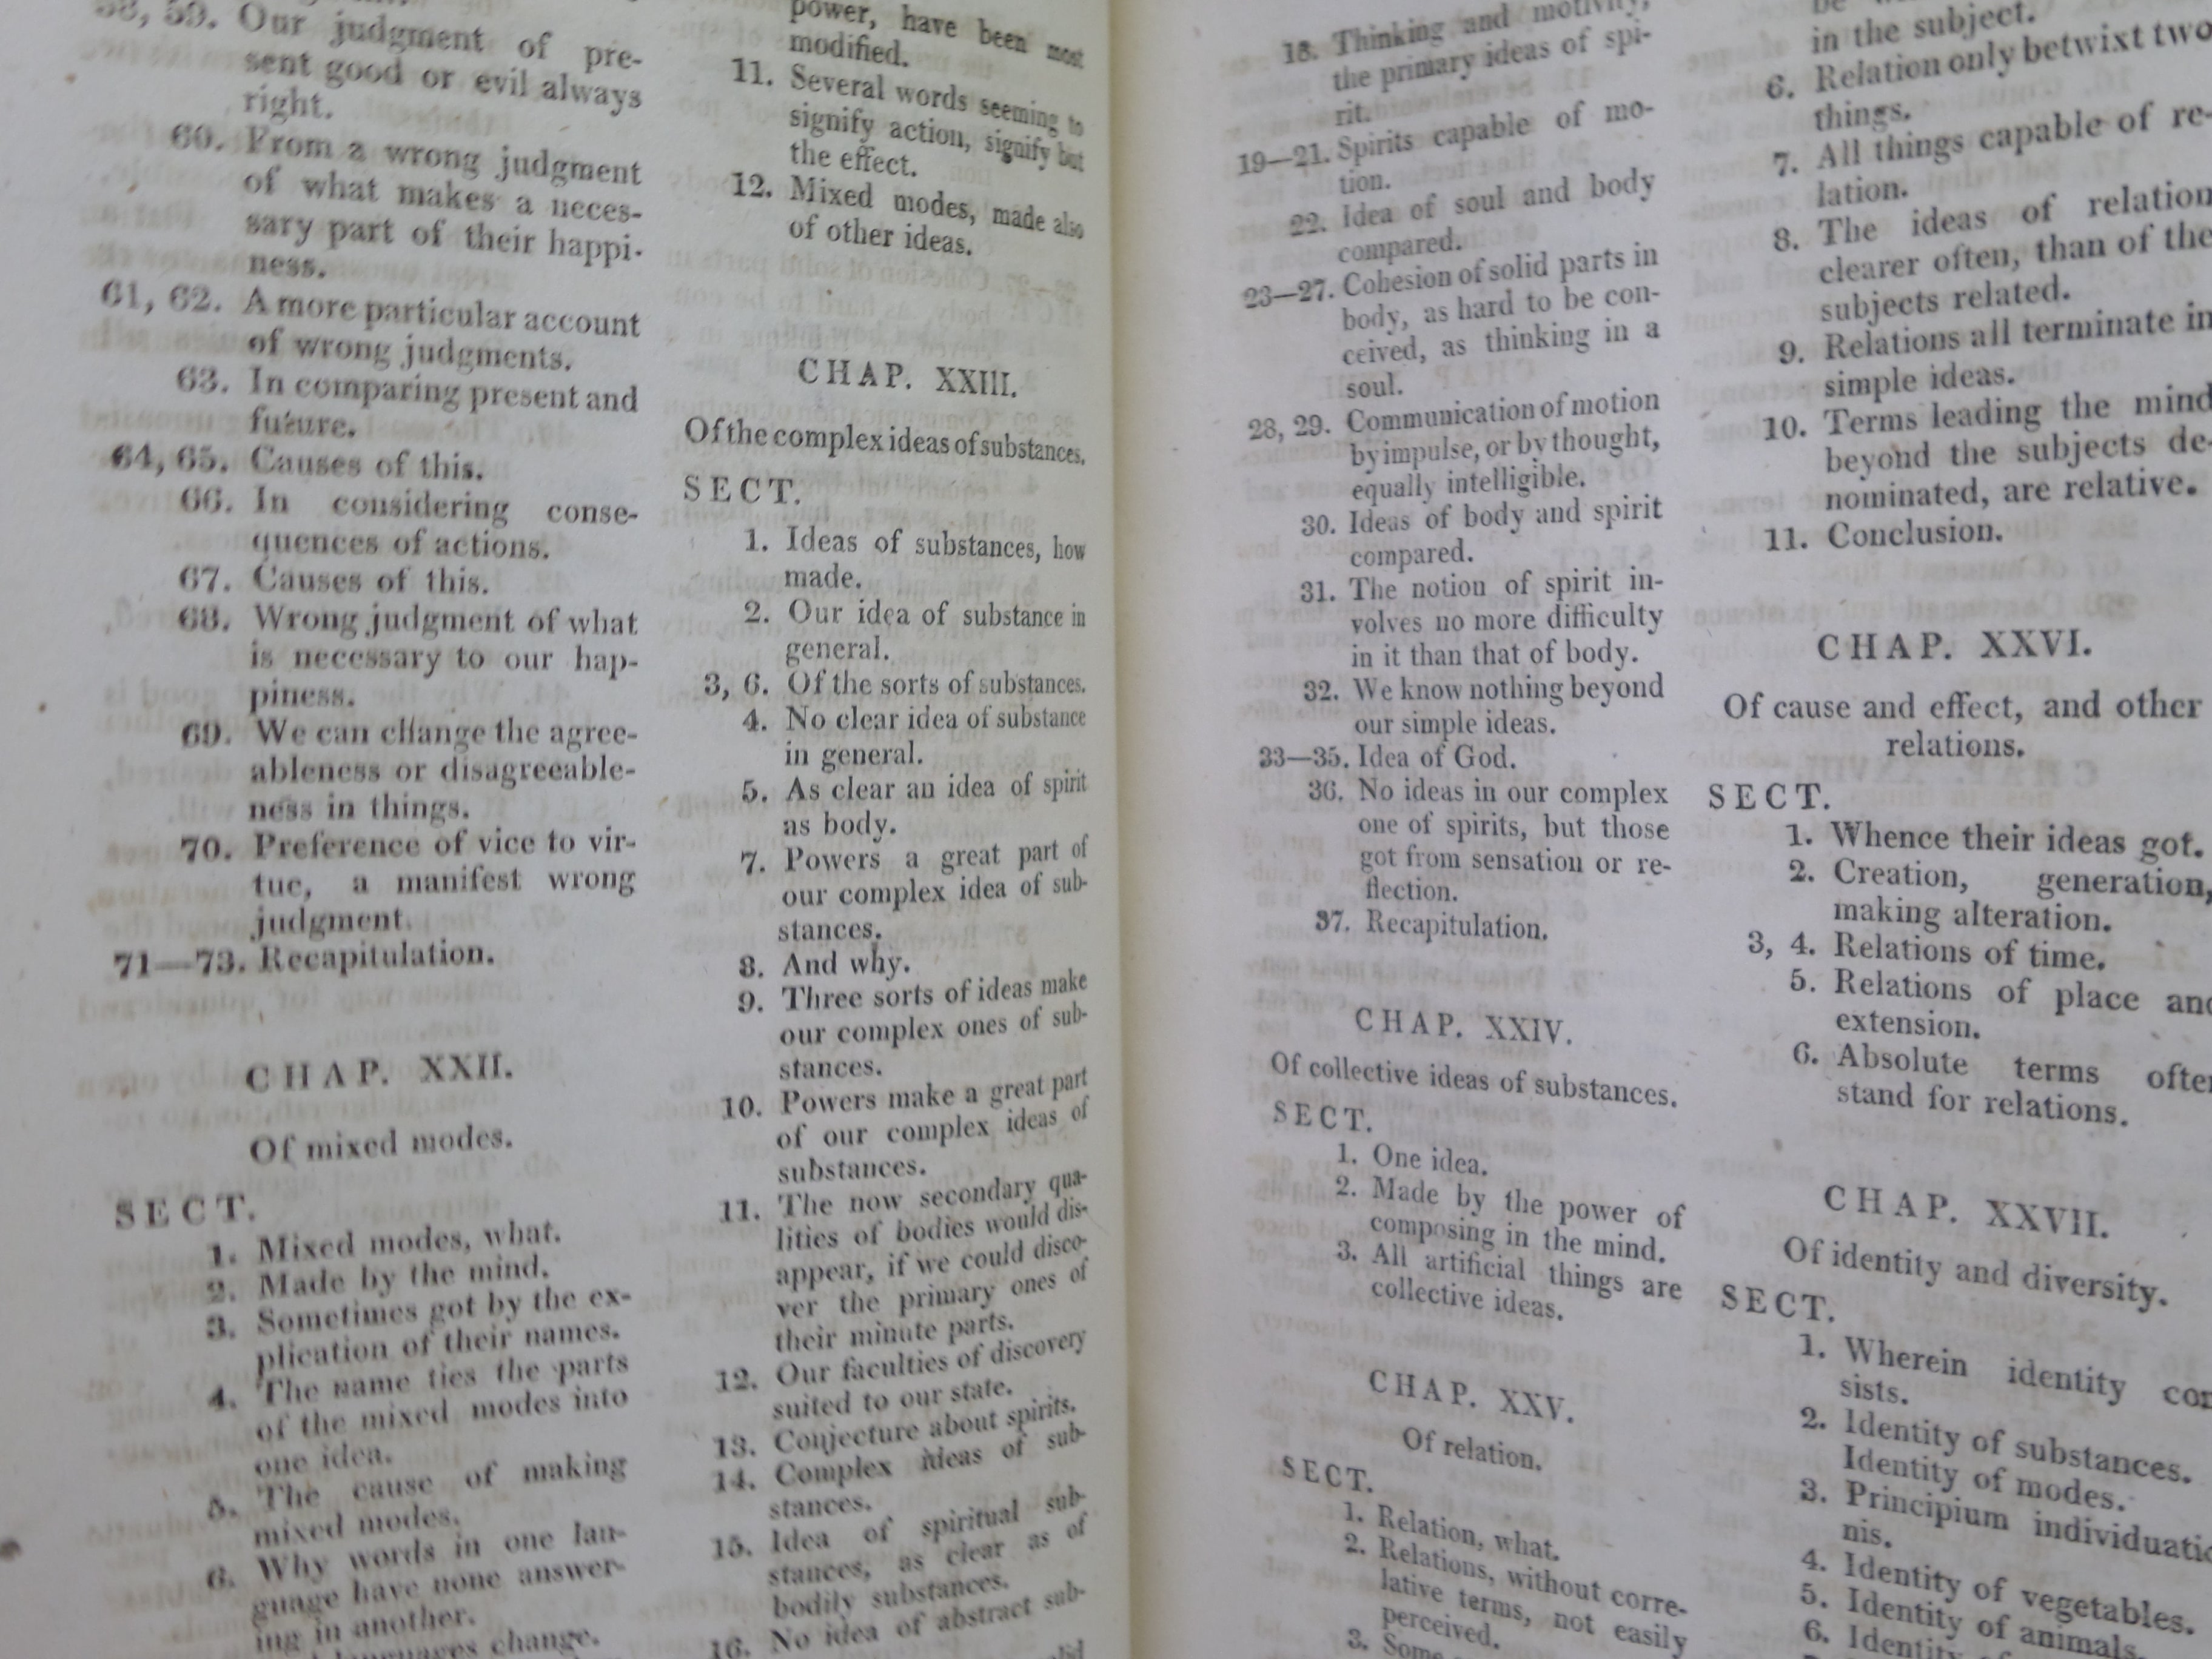 58, 59. Our judgment of pre-
sent good or evil always
right.
60. From a wrong judgment
of what makes a neces-
sary part of their happi-
ness.
61, 62. A more particular account
of wrong judgments.
63. In comparing present and
future.
64, 65. Causes of this.
66. In considering conse-
quences of actions.
67. Causes of this.
68. Wrong judgment of what
is necessary to our hap-
piness.
69. We can change the agree-
ableness or disagreeable-
ness in things.
70. Preference of vice to vir-
tue, a manifest wrong
judgment.
71—73. Recapitulation.
CHAP. XXII.
Of mixed modes.
SECT.
1. Mixed modes, what.
2. Made by the mind.
3. Sometimes got by the ex-
plication of their names.
4. The name ties the parts
of the mixed modes into
one idea.
5. The cause of making
mixed modes.
6. Why words in one lan-
guage have none answer-
ing in another.
languages change.
power, have been most
modified.
11. Several words seeming to
signify action, signify but
the effect.
12. Mixed modes, made also
of other ideas.
CHAP. XXIII.
Of the complex ideas of substances.
SECT.
1. Ideas of substances, how
made.
2. Our idea of substance in
general.
3, 6. Of the sorts of substances.
4. No clear idea of substance
in general.
5. As clear an idea of spirit
as body.
7. Powers a great part of
our complex idea of sub-
stances.
8. And why.
9. Three sorts of ideas make
our complex ones of sub-
stances.
10. Powers make a great part
of our complex ideas of
substances.
11. The now secondary qua-
lities of bodies would dis-
appear, if we could disco-
ver the primary ones of
their minute parts.
12. Our faculties of discovery
suited to our state.
13. Conjecture about spirits.
14. Complex ideas of sub-
stances.
15. Idea of spiritual sub-
stances, as clear as of
bodily substances.
16. No idea of abstract sub-
18. Thinking and motivity,
the primary ideas of spi-
rit.
19—21. Spirits capable of mo-
tion.
22. Idea of soul and body
compared.
23—27. Cohesion of solid parts in
body, as hard to be con-
ceived, as thinking in a
soul.
28, 29. Communication of motion
by impulse, or by thought,
equally intelligible.
30. Ideas of body and spirit
compared.
31. The notion of spirit in-
volves no more difficulty
in it than that of body.
32. We know nothing beyond
our simple ideas.
33—35. Idea of God.
36. No ideas in our complex
one of spirits, but those
got from sensation or re-
flection.
37. Recapitulation.
CHAP. XXIV.
Of collective ideas of substances.
SECT.
1. One idea.
2. Made by the power of
composing in the mind.
3. All artificial things are
collective ideas.
CHAP. XXV.
Of relation.
SECT.
1. Relation, what.
2. Relations, without corre-
lative terms, not easily
perceived.
3. Some
be
in the subject.
6. Relation only betwixt two
things.
7. All things capable of re-
lation.
8. The ideas of relation
clearer often, than of the
subjects related.
9. Relations all terminate in
simple ideas.
10. Terms leading the mind
beyond the subjects de-
nominated, are relative.
11. Conclusion.
CHAP. XXVI.
Of cause and effect, and other
relations.
SECT.
1. Whence their ideas got.
2. Creation, generation,
making alteration.
3, 4. Relations of time.
5. Relations of place and
extension.
6. Absolute terms often
stand for relations.
CHAP. XXVII.
Of identity and diversity.
SECT.
1. Wherein identity con
sists.
2. Identity of substances.
Identity of modes.
3. Principium individuatio
nis.
4. Identity of vegetables.
5. Identity of animals.
6. Identity